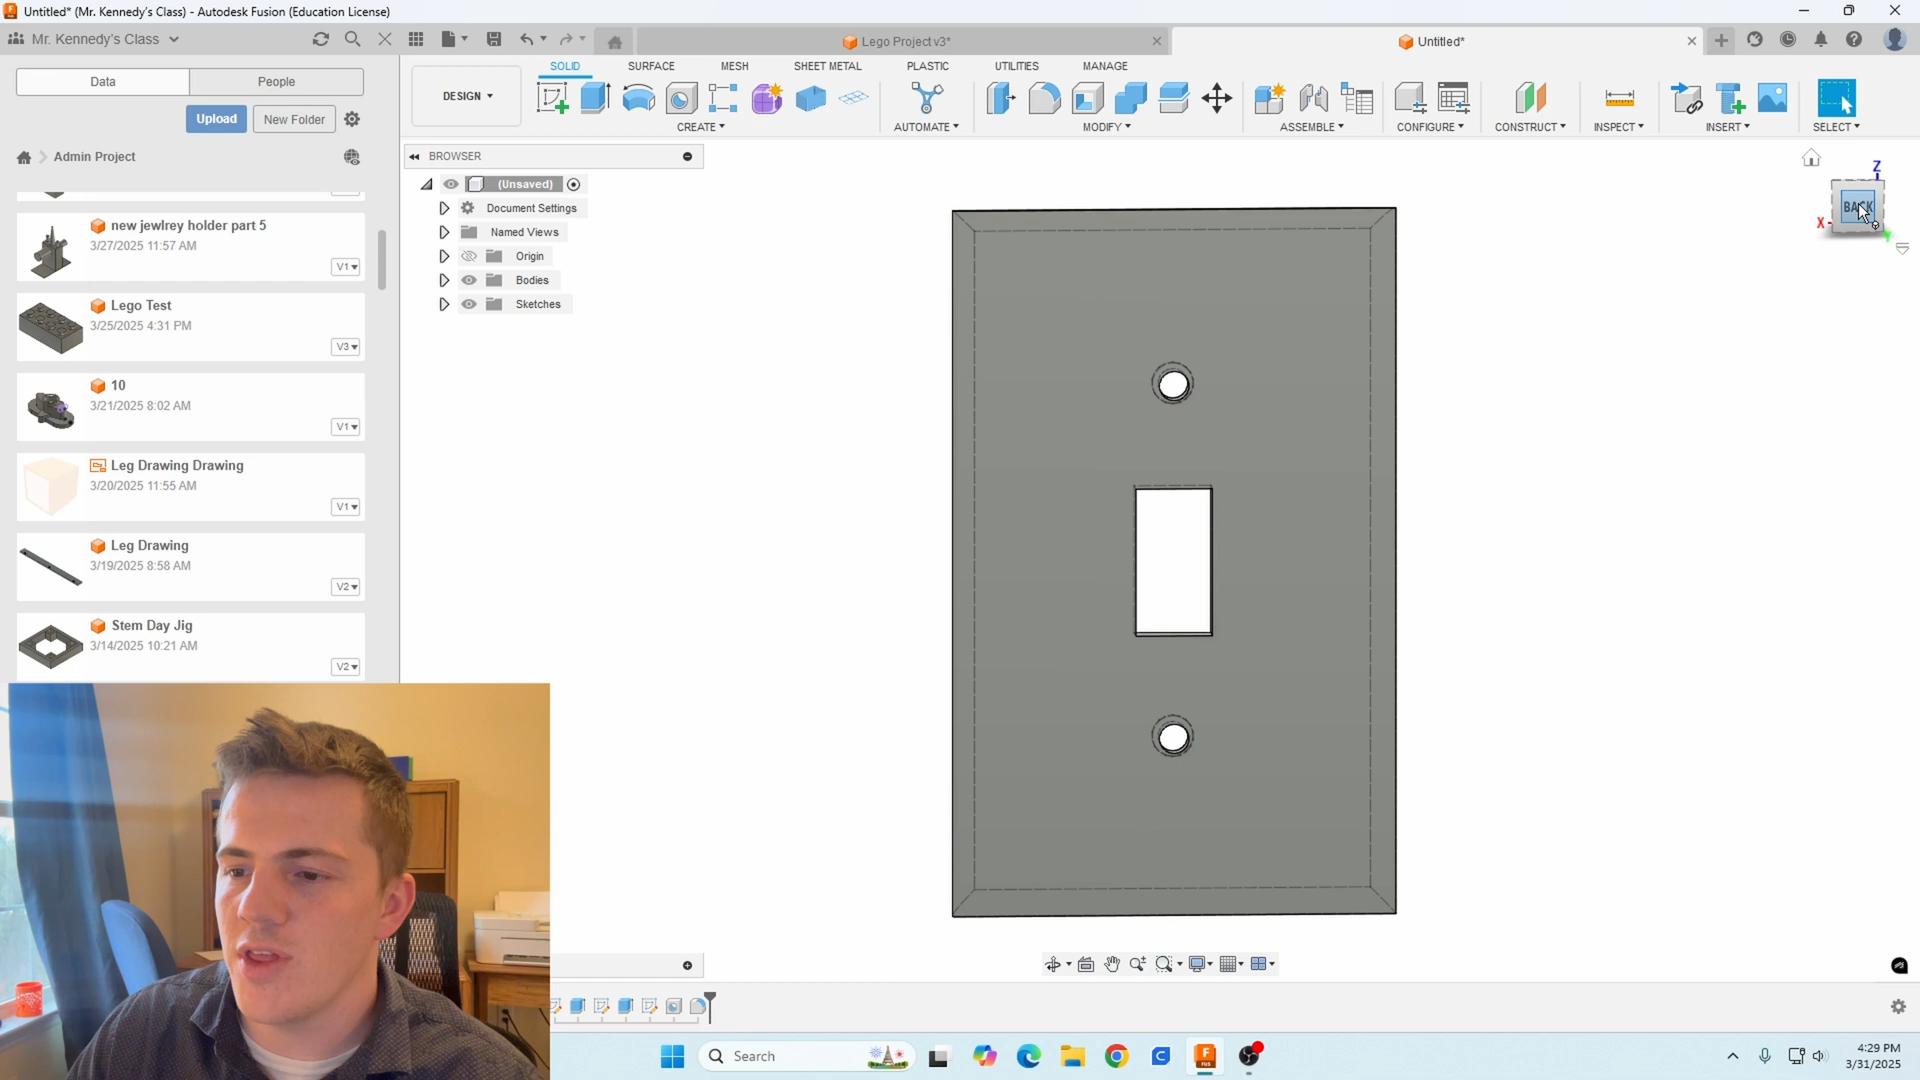 Untitled* (Mr. Kennedy's Class) - Autodesk Fusion (Education License)
Mr. Kennedy's Class
Lego Project v3*
Untitled*
Data
People
Upload
New Folder
Admin Project
new jewlrey holder part 5
3/27/2025 11:57 AM
V1
Lego Test
3/25/2025 4:31 PM
V3
10
3/21/2025 8:02 AM
V1
Leg Drawing Drawing
3/20/2025 11:55 AM
V1
Leg Drawing
3/19/2025 8:58 AM
V2
Stem Day Jig
3/14/2025 10:21 AM
V2
DESIGN
SOLID
SURFACE
MESH
SHEET METAL
PLASTIC
UTILITIES
MANAGE
CREATE
AUTOMATE
MODIFY
ASSEMBLE
CONFIGURE
CONSTRUCT
INSPECT
INSERT
SELECT
BROWSER
(Unsaved)
Document Settings
Named Views
Origin
Bodies
Sketches
Z
BACK
X
Search
4:29 PM
3/31/2025